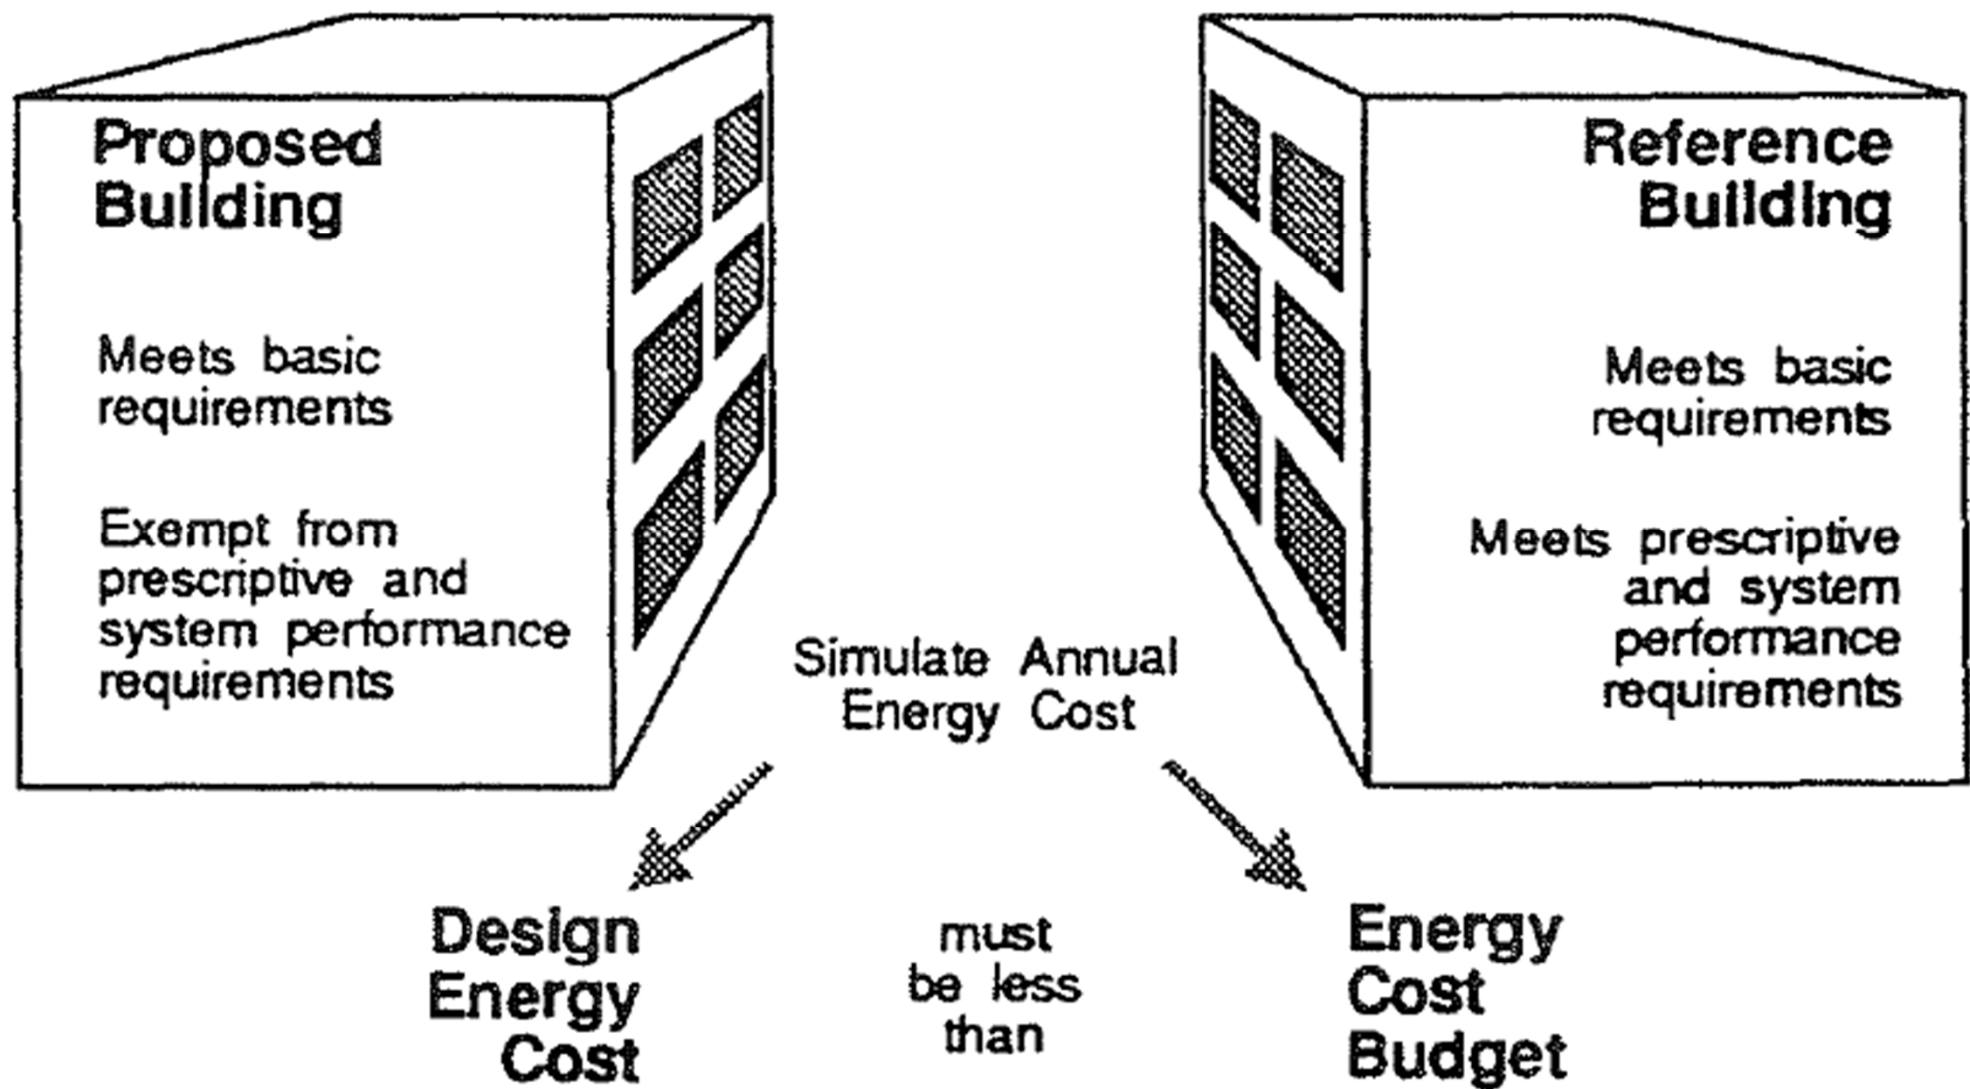 Proposed
Building
Meets basic
requirements
Exempt from
prescriptive and
system performance
requirements
Reference
Building
Meets basic
requirements
Meets prescriptive
and system
performance
requirements
Simulate Annual
Energy Cost
Design
Energy
Cost
must
be less
than
Energy
Cost
Budget